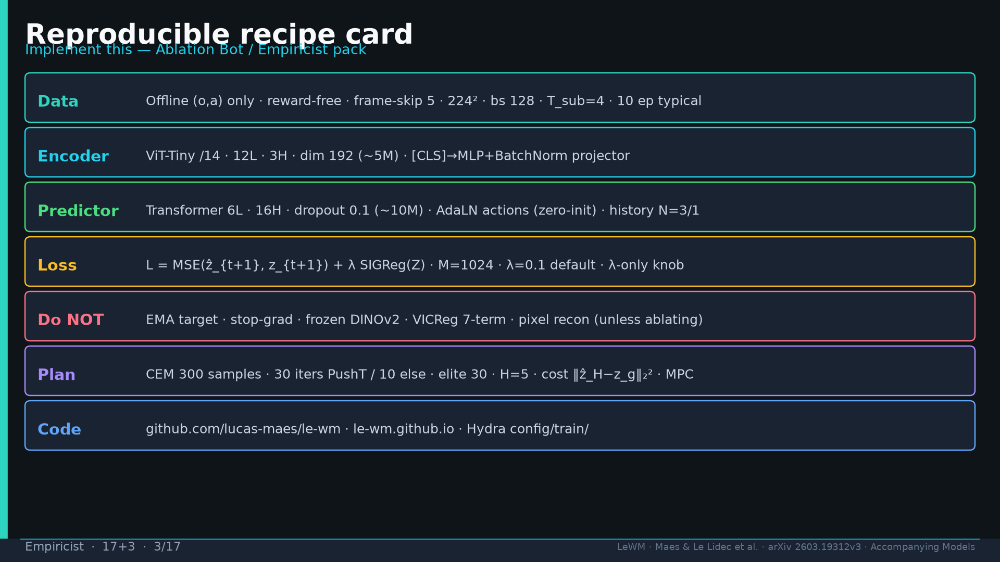 Reproducible recipe card
Implement this — Ablation Bot / Empiricist pack
Data
Offline (o,a) only · reward-free · frame-skip 5 · 224² · bs 128 · T_sub=4 · 10 ep typical
Encoder
ViT-Tiny /14 · 12L · 3H · dim 192 (~5M) · [CLS]→MLP+BatchNorm projector
Predictor
Transformer 6L · 16H · dropout 0.1 (~10M) · AdaLN actions (zero-init) · history N=3/1
Loss
L = MSE(ẑ_{t+1}, z_{t+1}) + λ SIGReg(Z) · M=1024 · λ=0.1 default · λ-only knob
Do NOT
EMA target · stop-grad · frozen DINOv2 · VICReg 7-term · pixel recon (unless ablating)
Plan
CEM 300 samples · 30 iters PushT / 10 else · elite 30 · H=5 · cost ‖ẑ_H−z_g‖₂² · MPC
Code
github.com/lucas-maes/le-wm · le-wm.github.io · Hydra config/train/
Empiricist · 17+3 · 3/17
LeWM · Maes & Le Lidec et al. · arXiv 2603.19312v3 · Accompanying Models